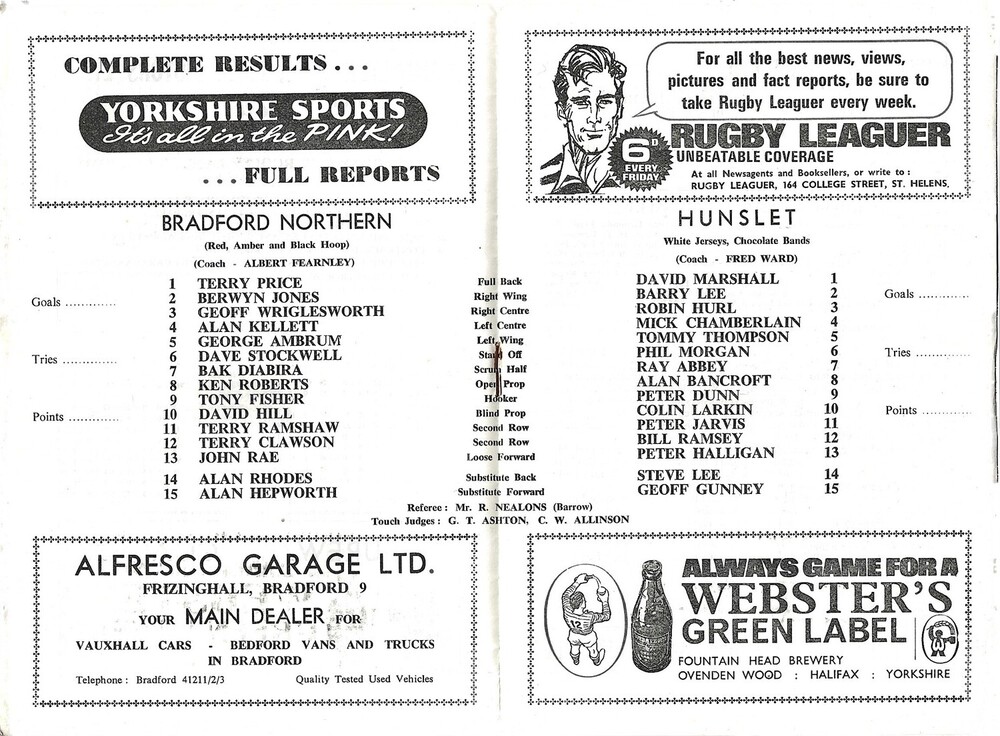 COMPLETE RESULTS...
YORKSHIRE SPORTS
It's all in the PINK!
...FULL REPORTS
For all the best news, views,
pictures and fact reports, be sure to
take Rugby Leaguer every week.
6D
EVERY
FRIDAY
RUGBY LEAGUER
UNBEATABLE COVERAGE
At all Newsagents and Booksellers, or write to :
RUGBY LEAGUER, 164 COLLEGE STREET, ST. HELENS.
BRADFORD NORTHERN
(Red, Amber and Black Hoop)
(Coach - ALBERT FEARNLEY)
HUNSLET
White Jerseys, Chocolate Bands
(Coach - FRED WARD)
1 TERRY PRICE Full Back DAVID MARSHALL 1
Goals ............. 2 BERWYN JONES Right Wing BARRY LEE 2 Goals .............
3 GEOFF WRIGLESWORTH Right Centre ROBIN HURL 3
4 ALAN KELLETT Left Centre MICK CHAMBERLAIN 4
5 GEORGE AMBRUM Left Wing TOMMY THOMPSON 5
Tries .............. 6 DAVE STOCKWELL Stand Off PHIL MORGAN 6 Tries ..............
7 BAK DIABIRA Scrum Half RAY ABBEY 7
8 KEN ROBERTS Open Prop ALAN BANCROFT 8
9 TONY FISHER Hooker PETER DUNN 9
Points ............. 10 DAVID HILL Blind Prop COLIN LARKIN 10 Points .............
11 TERRY RAMSHAW Second Row PETER JARVIS 11
12 TERRY CLAWSON Second Row BILL RAMSEY 12
13 JOHN RAE Loose Forward PETER HALLIGAN 13
14 ALAN RHODES Substitute Back STEVE LEE 14
15 ALAN HEPWORTH Substitute Forward GEOFF GUNNEY 15
Referee : Mr. R. NEALONS (Barrow)
Touch Judges : G. T. ASHTON, C. W. ALLINSON
ALFRESCO GARAGE LTD.
FRIZINGHALL, BRADFORD 9
YOUR MAIN DEALER FOR
VAUXHALL CARS - BEDFORD VANS AND TRUCKS
IN BRADFORD
Telephone : Bradford 41211/2/3 Quality Tested Used Vehicles
12
ALWAYS GAME FOR A
WEBSTER'S
GREEN LABEL
FOUNTAIN HEAD BREWERY
OVENDEN WOOD : HALIFAX : YORKSHIRE